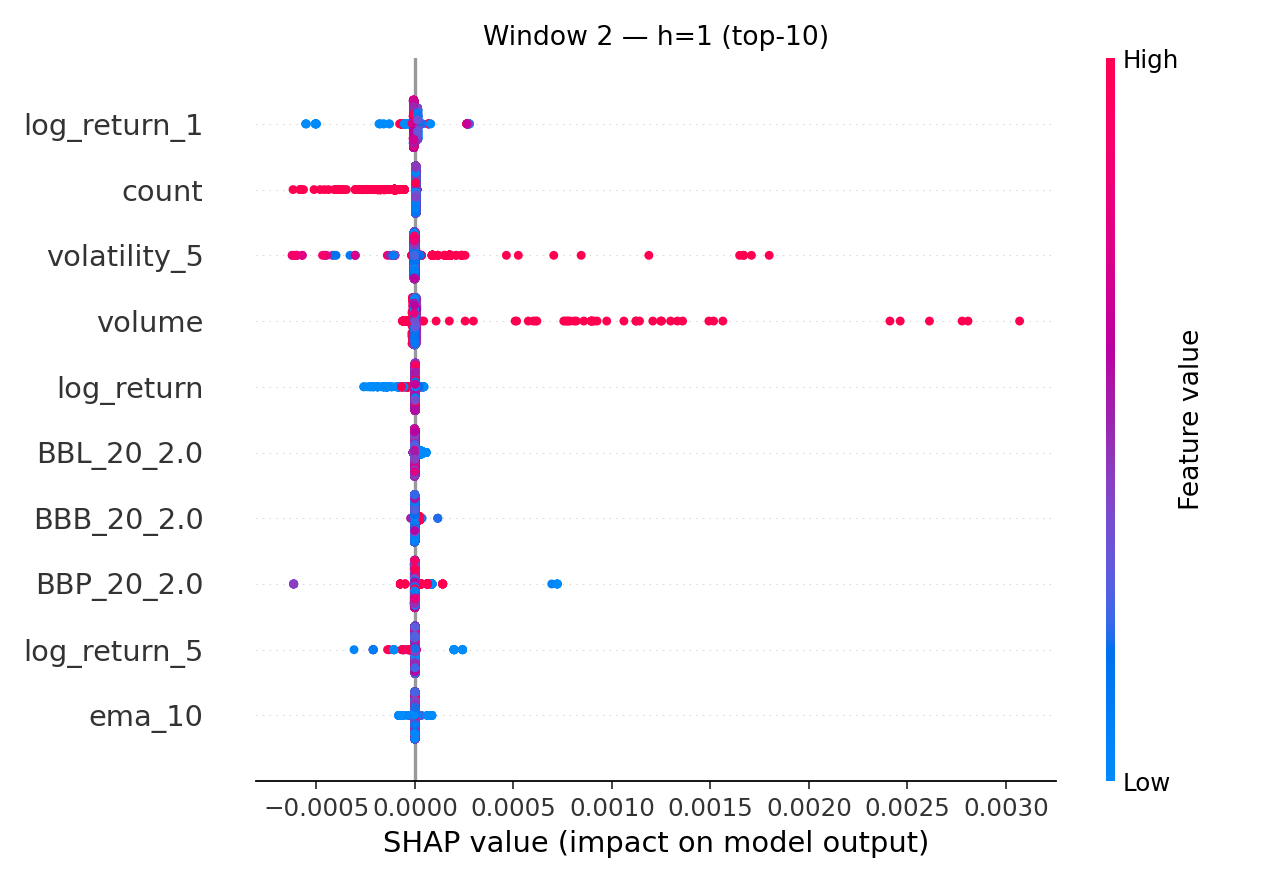 Window 2 — h=1 (top-10)
High
log_return_1
count
volatility_5
volume
log_return
BBL_20_2.0
BBB_20_2.0
BBP_20_2.0
log_return_5
ema_10
Feature value
Low
−0.0005 0.0000 0.0005 0.0010 0.0015 0.0020 0.0025 0.0030
SHAP value (impact on model output)